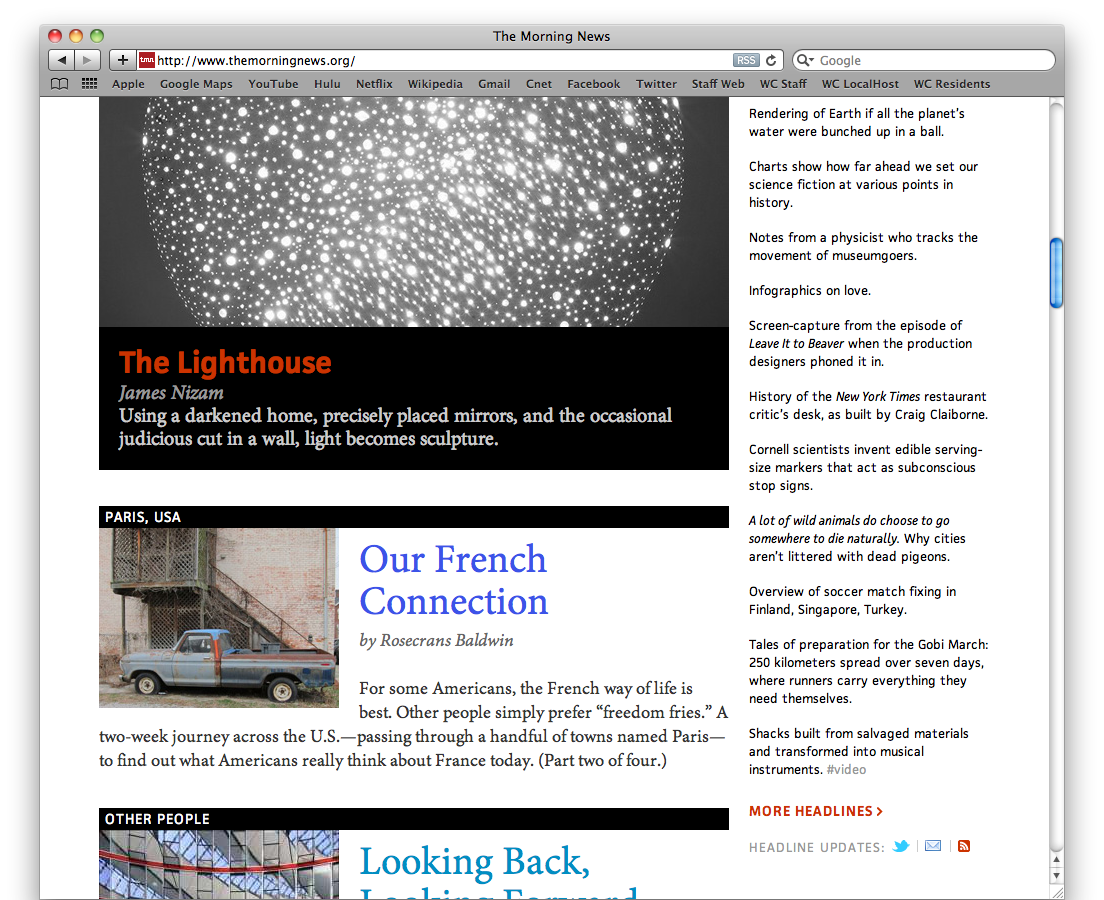 The Morning News
tmn http://www.themorningnews.org/
RSS
Google
Apple Google Maps YouTube Hulu Netflix Wikipedia Gmail Cnet Facebook Twitter Staff Web WC Staff WC LocalHost WC Residents
The Lighthouse
James Nizam
Using a darkened home, precisely placed mirrors, and the occasional
judicious cut in a wall, light becomes sculpture.
PARIS, USA
Our French
Connection
by Rosecrans Baldwin
For some Americans, the French way of life is
best. Other people simply prefer “freedom fries.” A
two-week journey across the U.S.—passing through a handful of towns named Paris—
to find out what Americans really think about France today. (Part two of four.)
OTHER PEOPLE
Looking Back,
Looking Forward
Rendering of Earth if all the planet’s
water were bunched up in a ball.
Charts show how far ahead we set our
science fiction at various points in
history.
Notes from a physicist who tracks the
movement of museumgoers.
Infographics on love.
Screen-capture from the episode of
Leave It to Beaver when the production
designers phoned it in.
History of the New York Times restaurant
critic’s desk, as built by Craig Claiborne.
Cornell scientists invent edible serving-
size markers that act as subconscious
stop signs.
A lot of wild animals do choose to go
somewhere to die naturally. Why cities
aren’t littered with dead pigeons.
Overview of soccer match fixing in
Finland, Singapore, Turkey.
Tales of preparation for the Gobi March:
250 kilometers spread over seven days,
where runners carry everything they
need themselves.
Shacks built from salvaged materials
and transformed into musical
instruments. #video
MORE HEADLINES >
HEADLINE UPDATES: